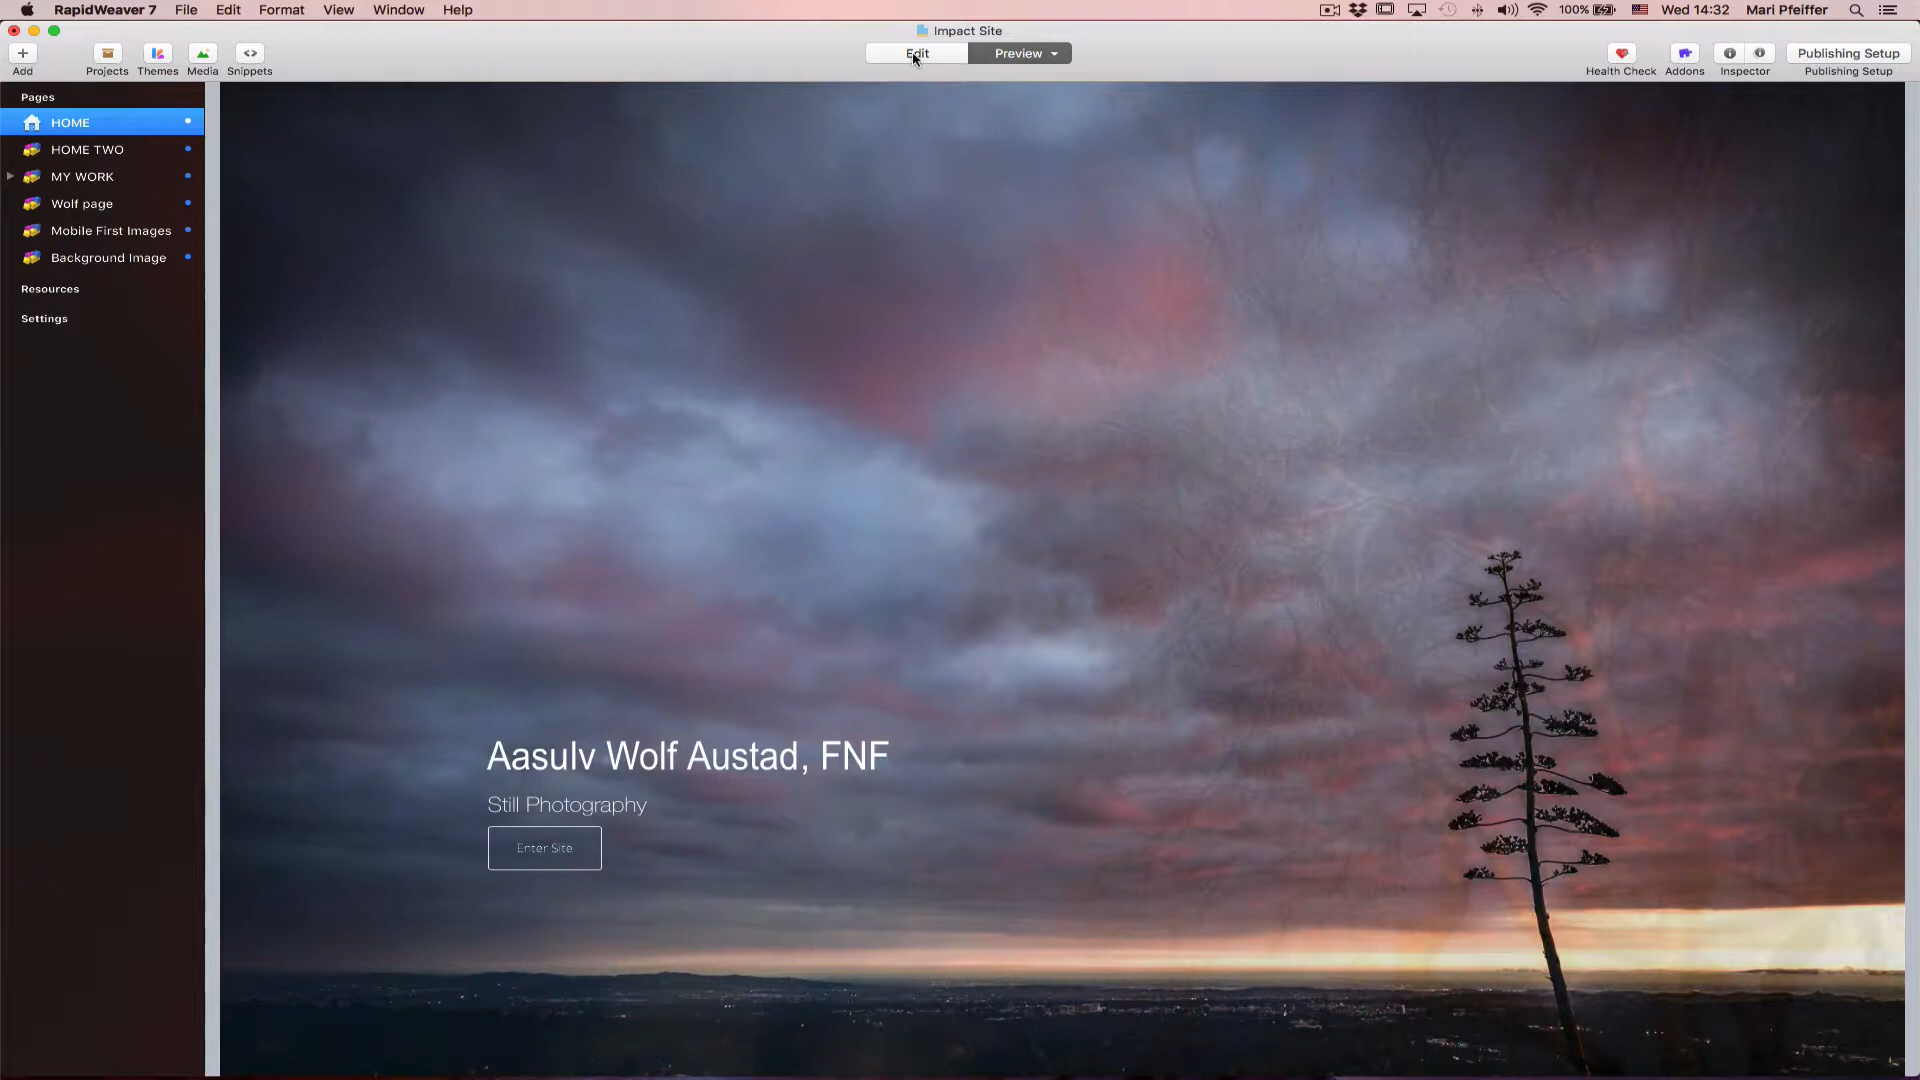 RapidWeaver 7 File Edit Format View Window Help 100% Wed 14:32 Mari Pfeiffer
Impact Site
Edit Preview Publishing Setup
Add Projects Themes Media Snippets Health Check Addons Inspector Publishing Setup
Pages
HOME
HOME TWO
MY WORK
Wolf page
Mobile First Images
Background Image
Resources
Settings
Aasulv Wolf Austad, FNF
Still Photography
Enter Site